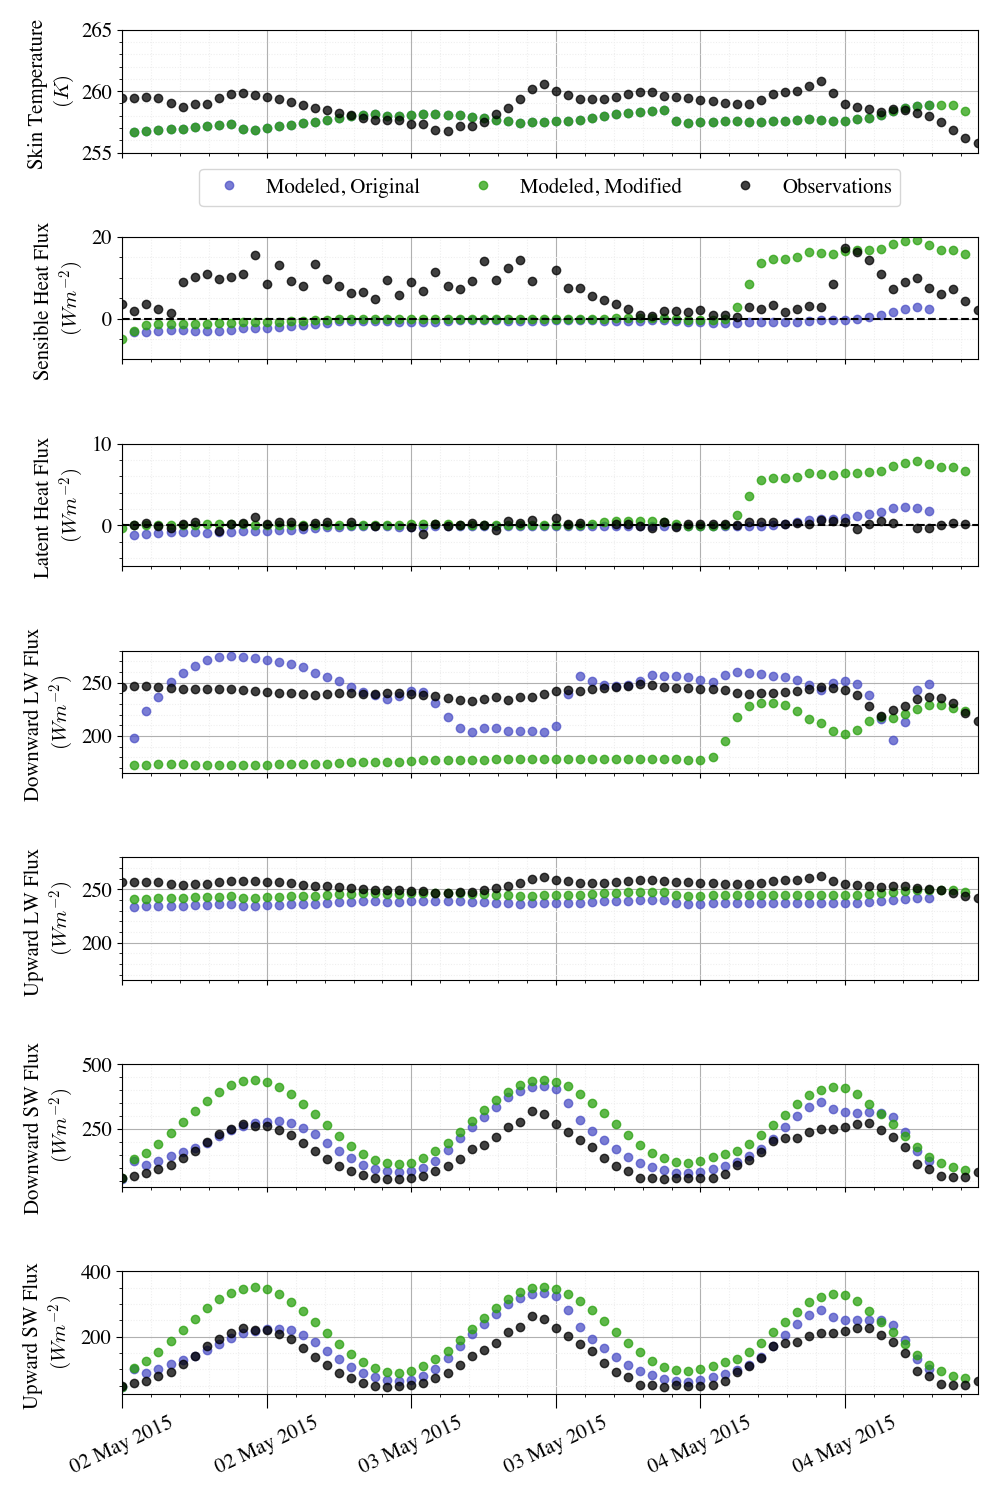 Skin Temperature
(K)
265
260
255
Modeled, Original
Modeled, Modified
Observations
Sensible Heat Flux
(Wm⁻²)
20
0
Latent Heat Flux
(Wm⁻²)
10
0
Downward LW Flux
(Wm⁻²)
250
200
Upward LW Flux
(Wm⁻²)
250
200
Downward SW Flux
(Wm⁻²)
500
250
Upward SW Flux
(Wm⁻²)
400
200
02 May 2015
02 May 2015
03 May 2015
03 May 2015
04 May 2015
04 May 2015